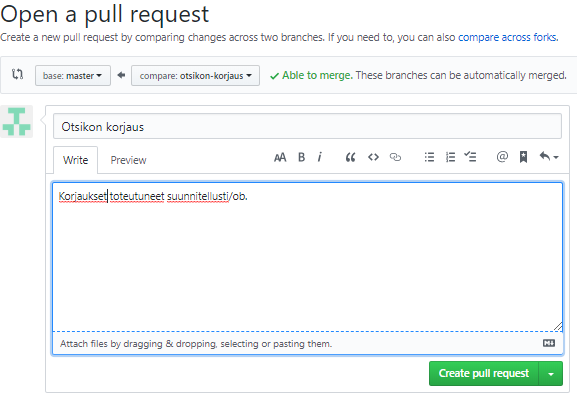 Open a pull request
Create a new pull request by comparing changes across two branches. If you need to, you can also compare across forks.
base: master compare: otsikon-korjaus Able to merge. These branches can be automatically merged.
Otsikon korjaus
Write Preview AA B i
Korjaukset toteutuneet suunnitellusti/ob.
Attach files by dragging & dropping, selecting or pasting them.
Create pull request